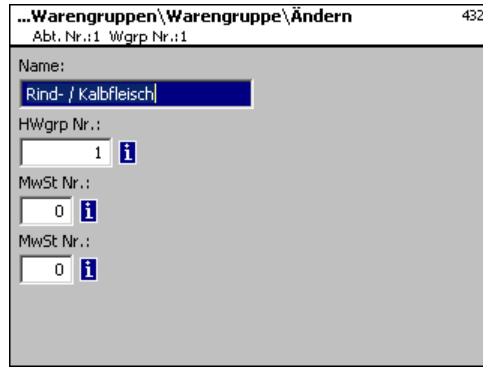 ...Warengruppen\Warengruppe\Ändern 432
Abt. Nr.:1 Wgrp Nr.:1
Name:
Rind- / Kalbfleisch
HWgrp Nr.:
1 i
MwSt Nr.:
0 i
MwSt Nr.:
0 i